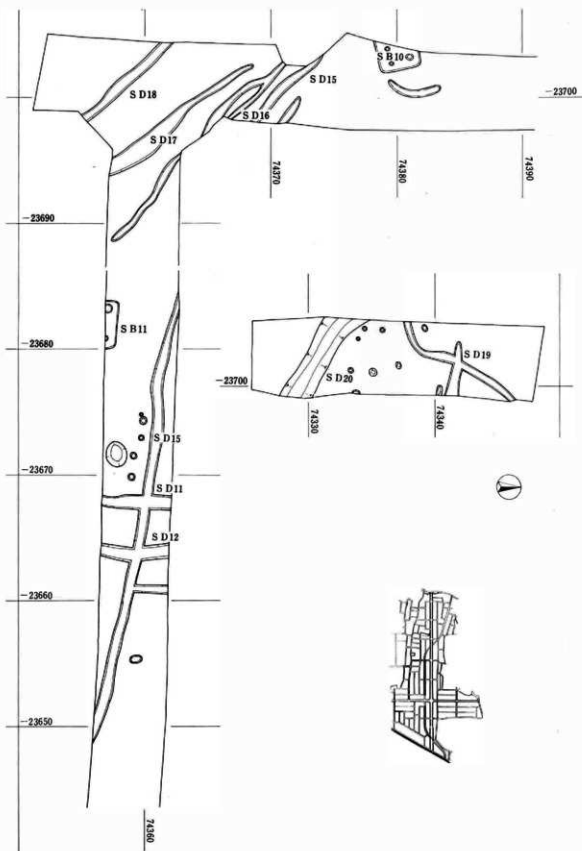 S B10
S D15
S D18
-23700
S D16
S D17
74370
74380
74390
-23690
S B11
-23680
S D19
S D20
-23700
74330
74340
S D15
-23670
S D11
S D12
-23660
-23650
74360